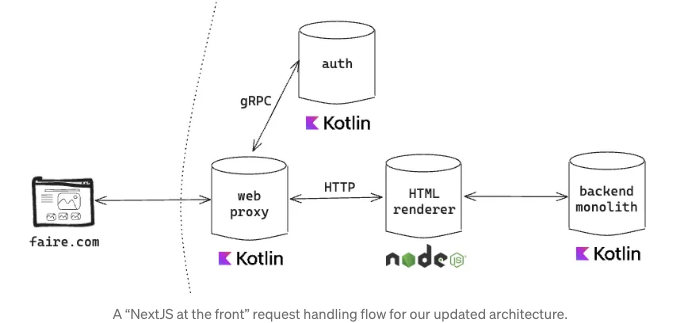 auth
gRPC
Kotlin
web
proxy
HTTP
HTML
renderer
backend
monolith
faire.com
Kotlin
node
JS
Kotlin
A “NextJS at the front” request handling flow for our updated architecture.